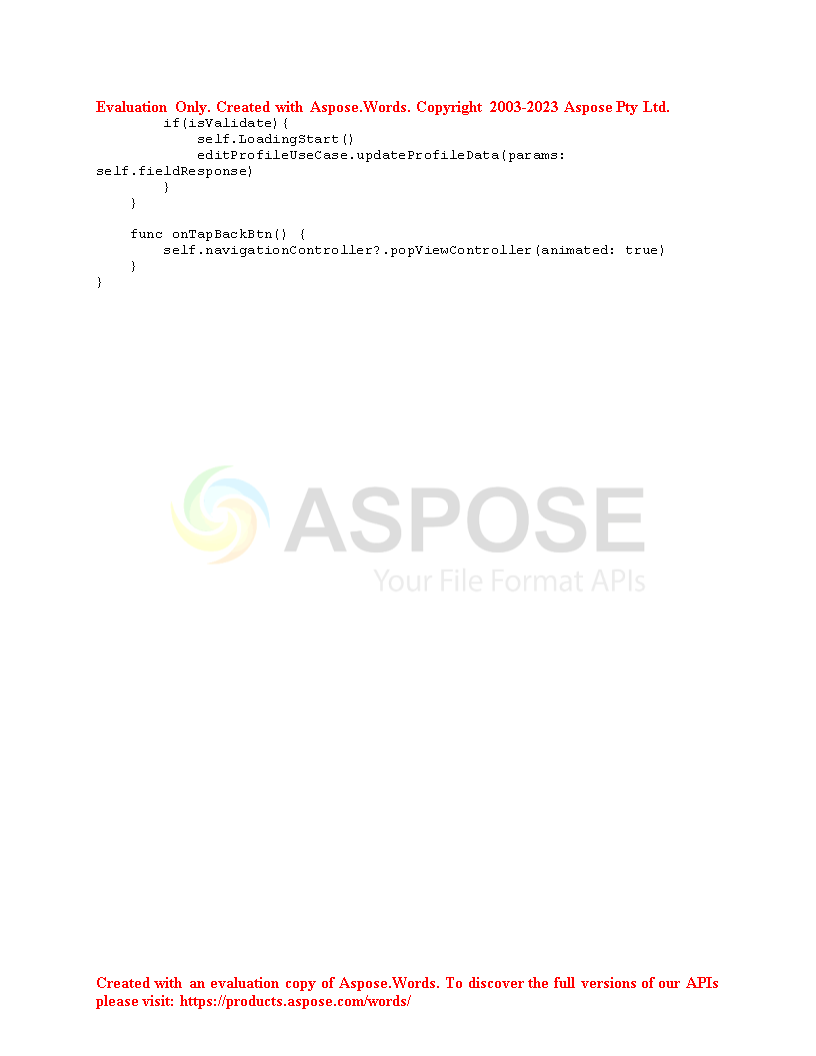 Evaluation Only. Created with Aspose.Words. Copyright 2003-2023 Aspose Pty Ltd.
        if(isValidate){
            self.LoadingStart()
            editProfileUseCase.updateProfileData(params:
self.fieldResponse)
        }
    }

    func onTapBackBtn() {
        self.navigationController?.popViewController(animated: true)
    }
}
ASPOSE
Your File Format APIs
Created with an evaluation copy of Aspose.Words. To discover the full versions of our APIs
please visit: https://products.aspose.com/words/